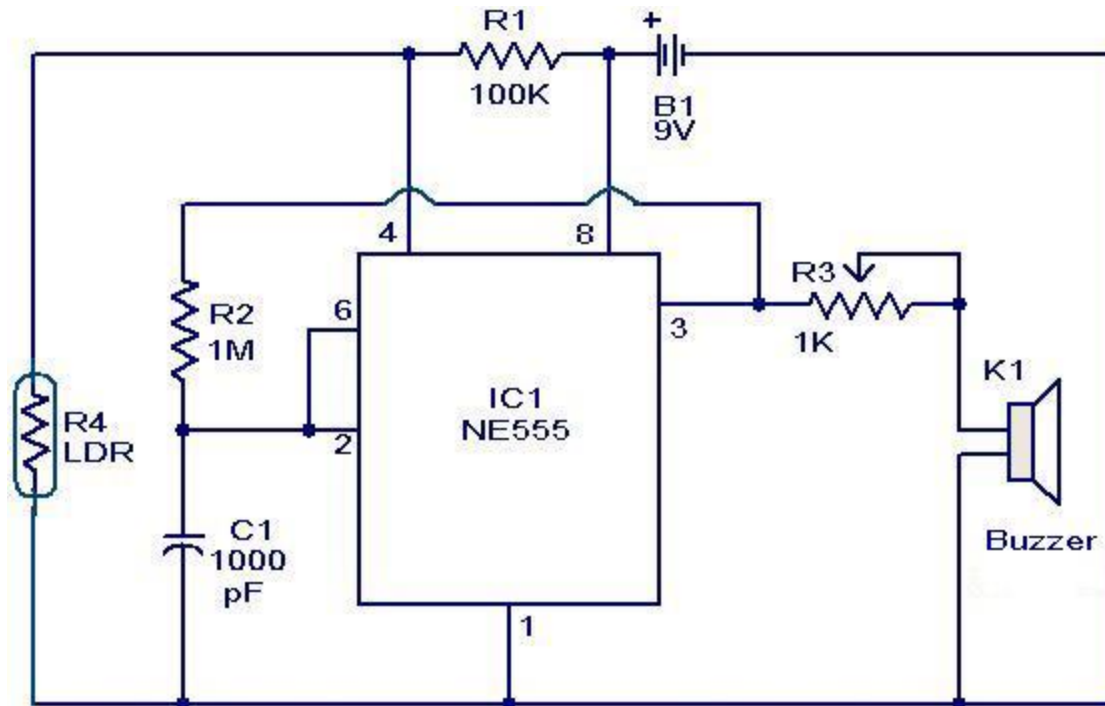 R1
+
100K
B1
9V
4
8
R2
1M
6
3
R3
1K
R4
LDR
2
IC1
NE555
K1
C1
1000
pF
Buzzer
1